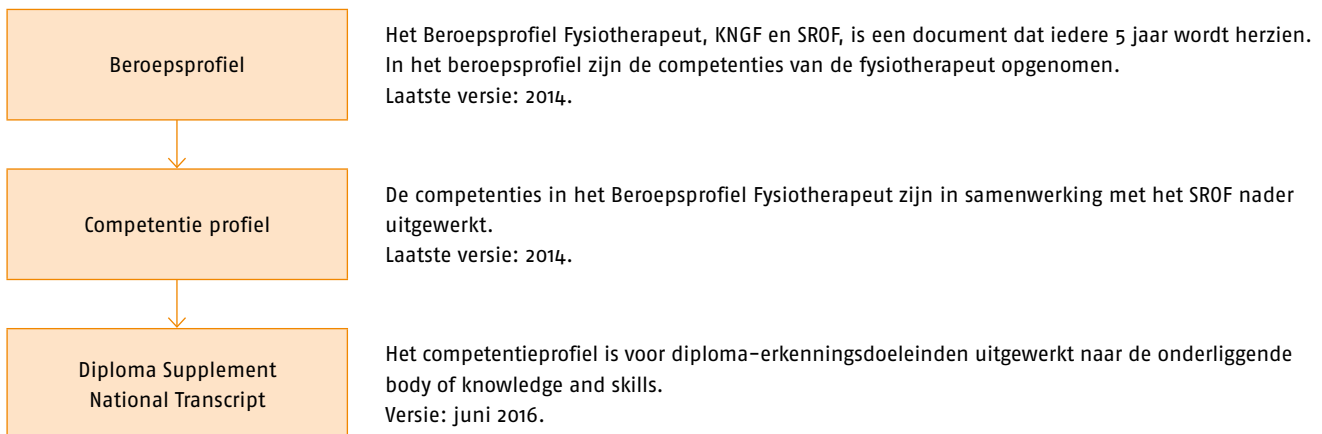 Beroepsprofiel
Het Beroepsprofiel Fysiotherapeut, KNGF en SROF, is een document dat iedere 5 jaar wordt herzien.
In het beroepsprofiel zijn de competenties van de fysiotherapeut opgenomen.
Laatste versie: 2014.
Competentie profiel
De competenties in het Beroepsprofiel Fysiotherapeut zijn in samenwerking met het SROF nader
uitgewerkt.
Laatste versie: 2014.
Diploma Supplement
National Transcript
Het competentieprofiel is voor diploma-erkenningsdoeleinden uitgewerkt naar de onderliggende
body of knowledge and skills.
Versie: juni 2016.